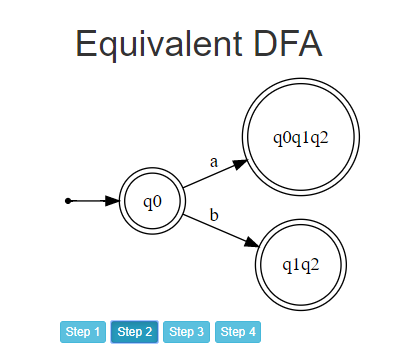 Equivalent DFA
q0
a
q0q1q2
b
q1q2
Step 1 Step 2 Step 3 Step 4